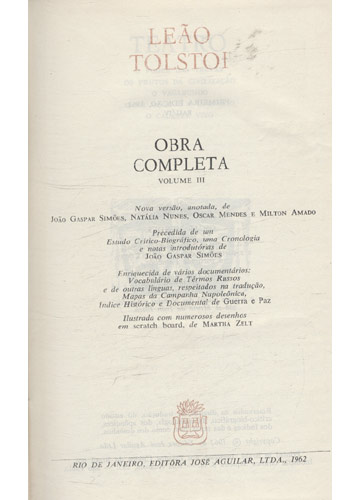 LEÃO
TOLSTOI
OBRA
COMPLETA
VOLUME III
Nova versão, anotada, de
JOÃO GASPAR SIMÕES, NATÁLIA NUNES, OSCAR MENDES E MILTON AMADO
Precedida de um
Estudo Crítico-Biográfico, uma Cronologia
e notas introdutórias de
JOÃO GASPAR SIMÕES
Enriquecida de vários documentários:
Vocabulário de Têrmos Russos
e de outras línguas, respeitados na tradução,
Mapas da Campanha Napoleônica,
Índice Histórico e Documental de Guerra e Paz
Ilustrada com numerosos desenhos
em scratch board, de MARTHA ZELT
RIO DE JANEIRO, EDITÔRA JOSÉ AGUILAR, LTDA., 1962